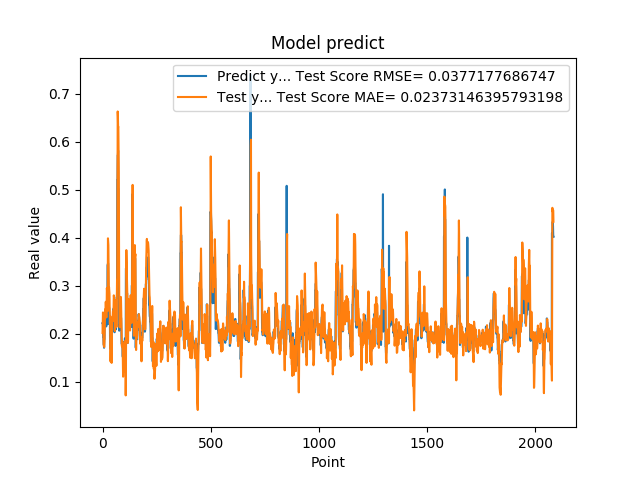 Model predict
Predict y... Test Score RMSE= 0.0377177686747
Test y... Test Score MAE= 0.02373146395793198
Real value
0.7
0.6
0.5
0.4
0.3
0.2
0.1
0
500
1000
1500
2000
Point